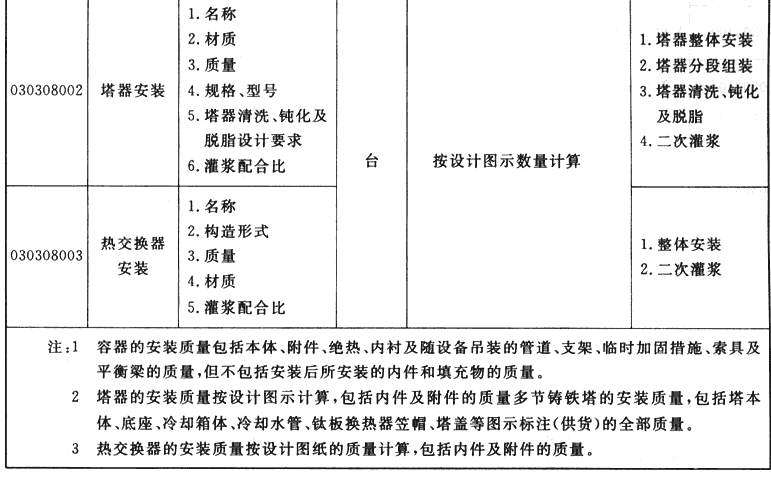 1.名称
2.材质
3.质量
030308002
塔器安装
4.规格、型号
5.塔器清洗、钝化及
脱脂设计要求
6.灌浆配合比
台
按设计图示数量计算
1.塔器整体安装
2.塔器分段组装
3.塔器清洗、钝化
及脱脂
4.二次灌浆
030308003
热交换器
安装
1.名称
2.构造形式
3.质量
4.材质
5.灌浆配合比
1.整体安装
2.二次灌浆
注:1 容器的安装质量包括本体、附件、绝热、内衬及随设备吊装的管道、支架、临时加固措施、索具及
平衡梁的质量,但不包括安装后所安装的内件和填充物的质量。
2 塔器的安装质量按设计图示计算,包括内件及附件的质量多节铸铁塔的安装质量,包括塔本
体、底座、冷却箱体、冷却水管、钛板换热器笠帽、塔盖等图示标注(供货)的全部质量。
3 热交换器的安装质量按设计图纸的质量计算,包括内件及附件的质量。